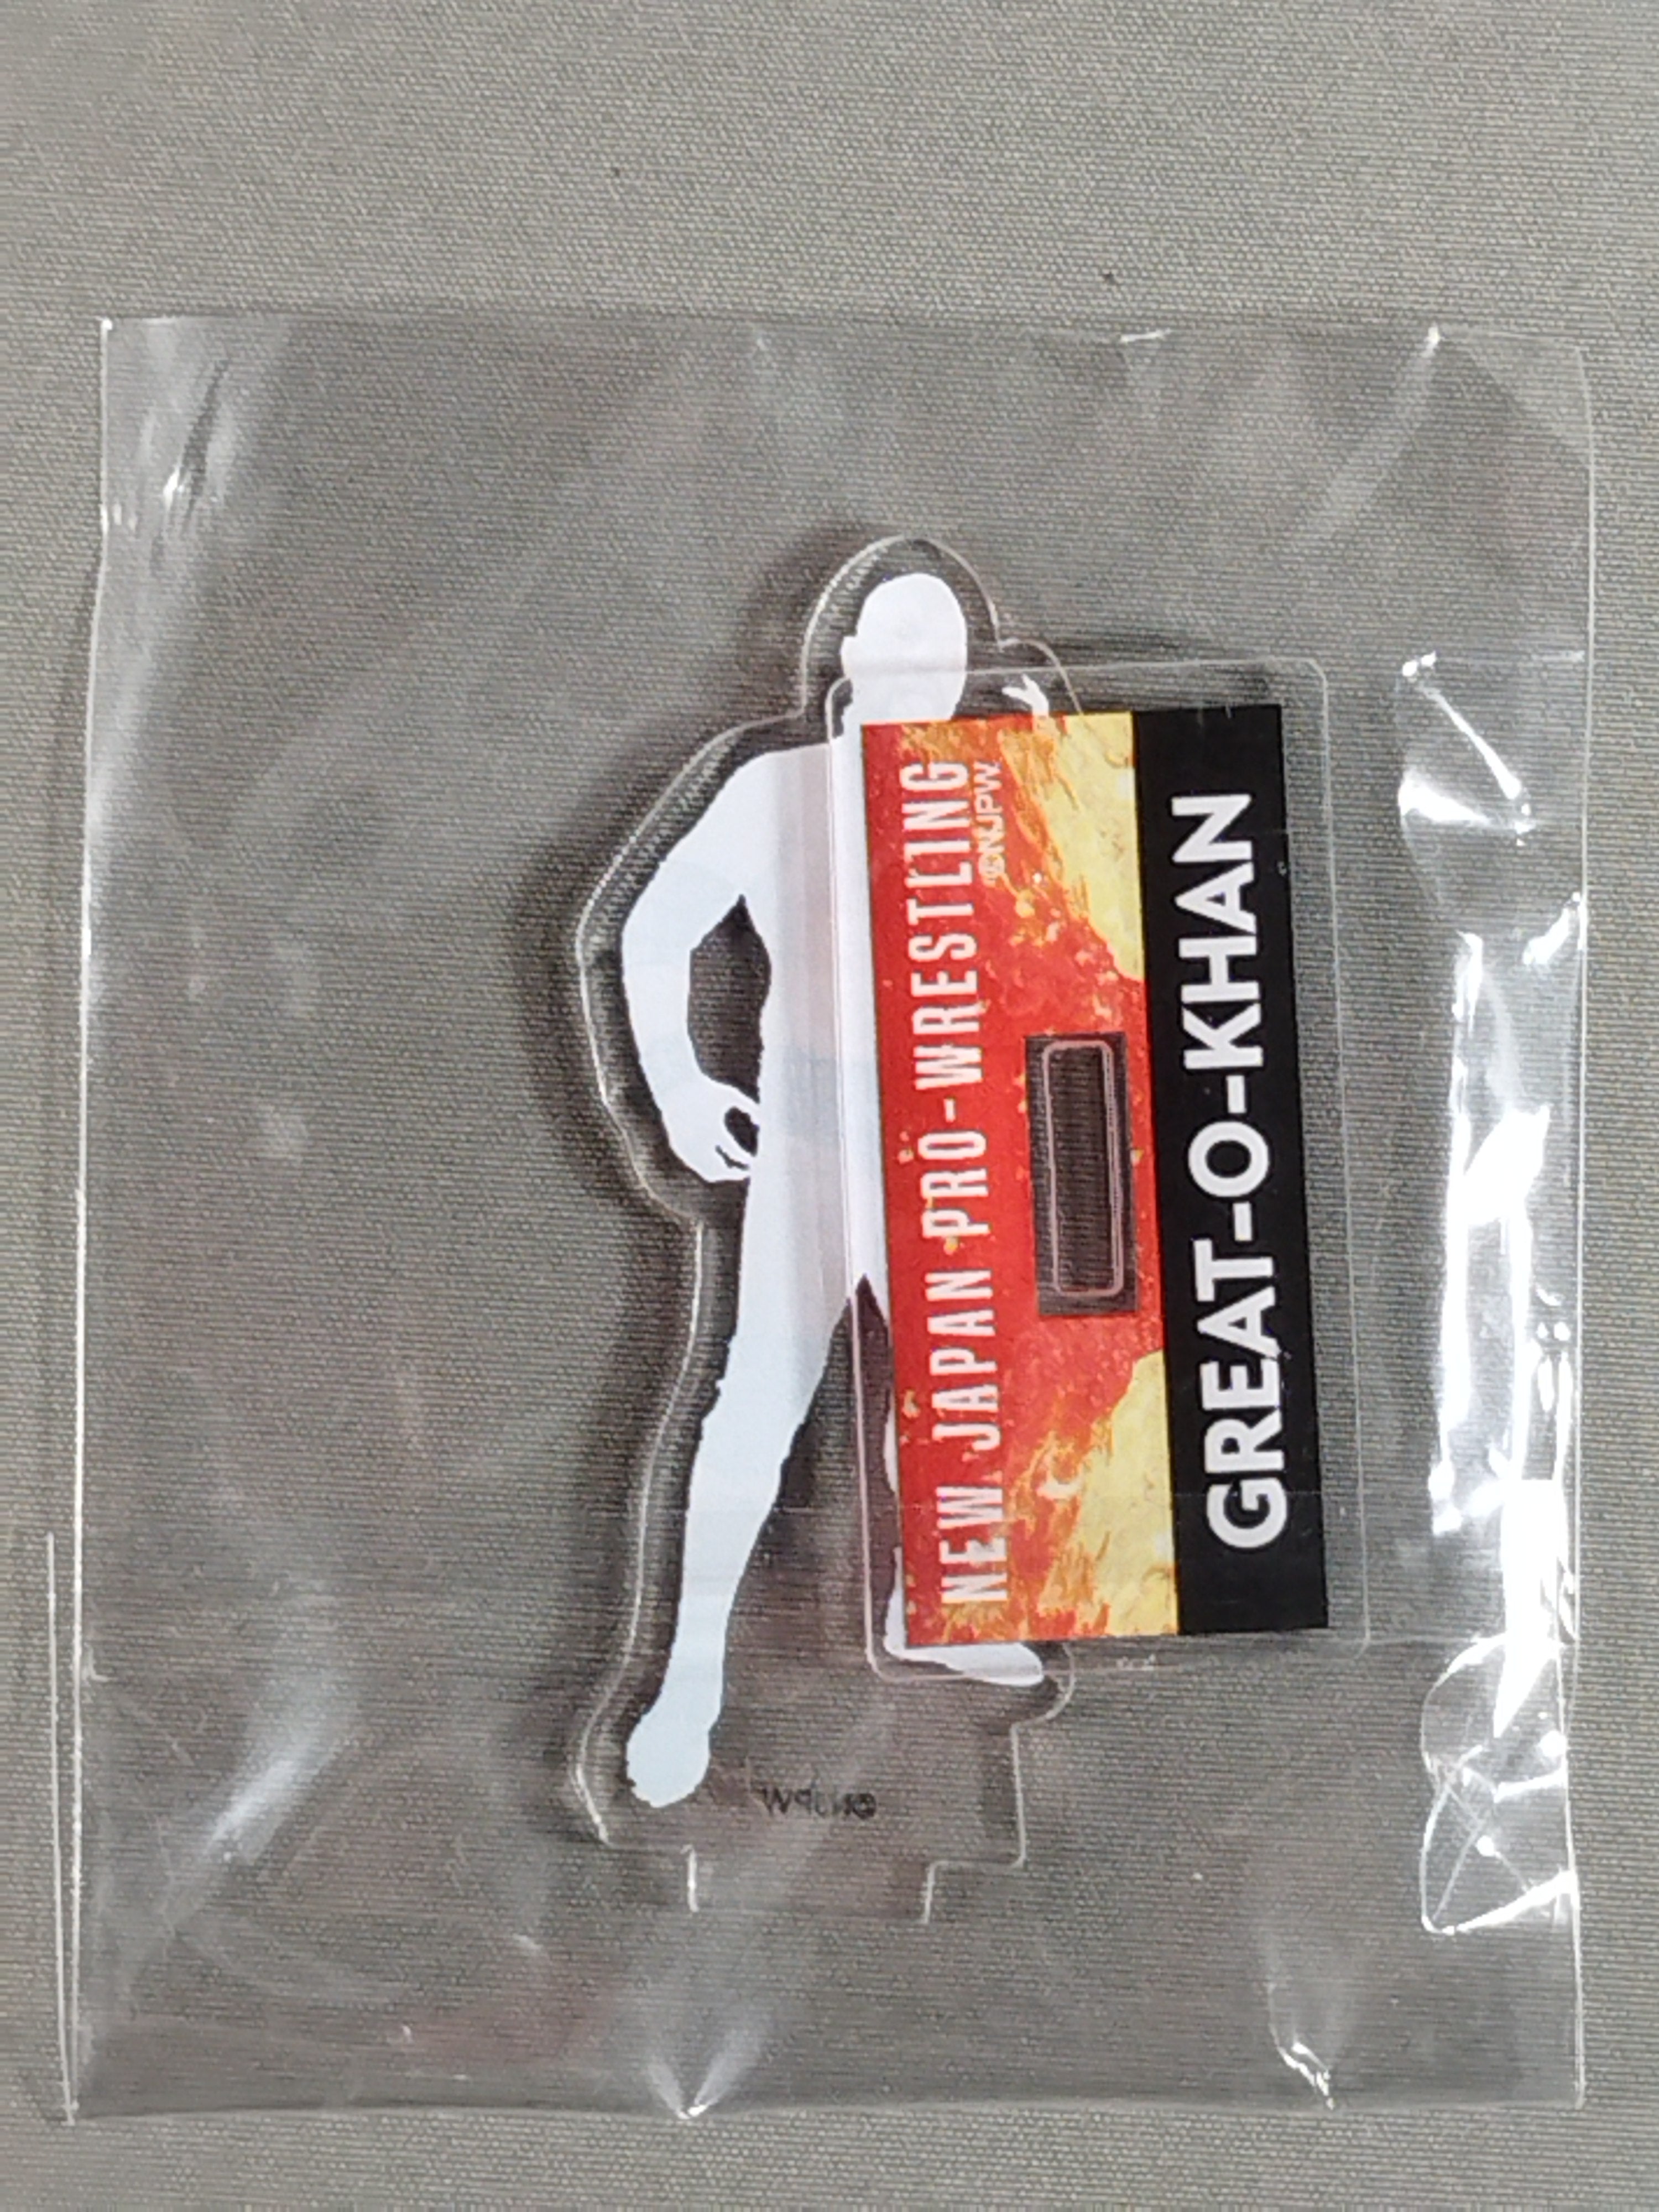 NEW JAPAN PRO-WRESTLING
©NJPW
GREAT-O-KHAN
©NJPW